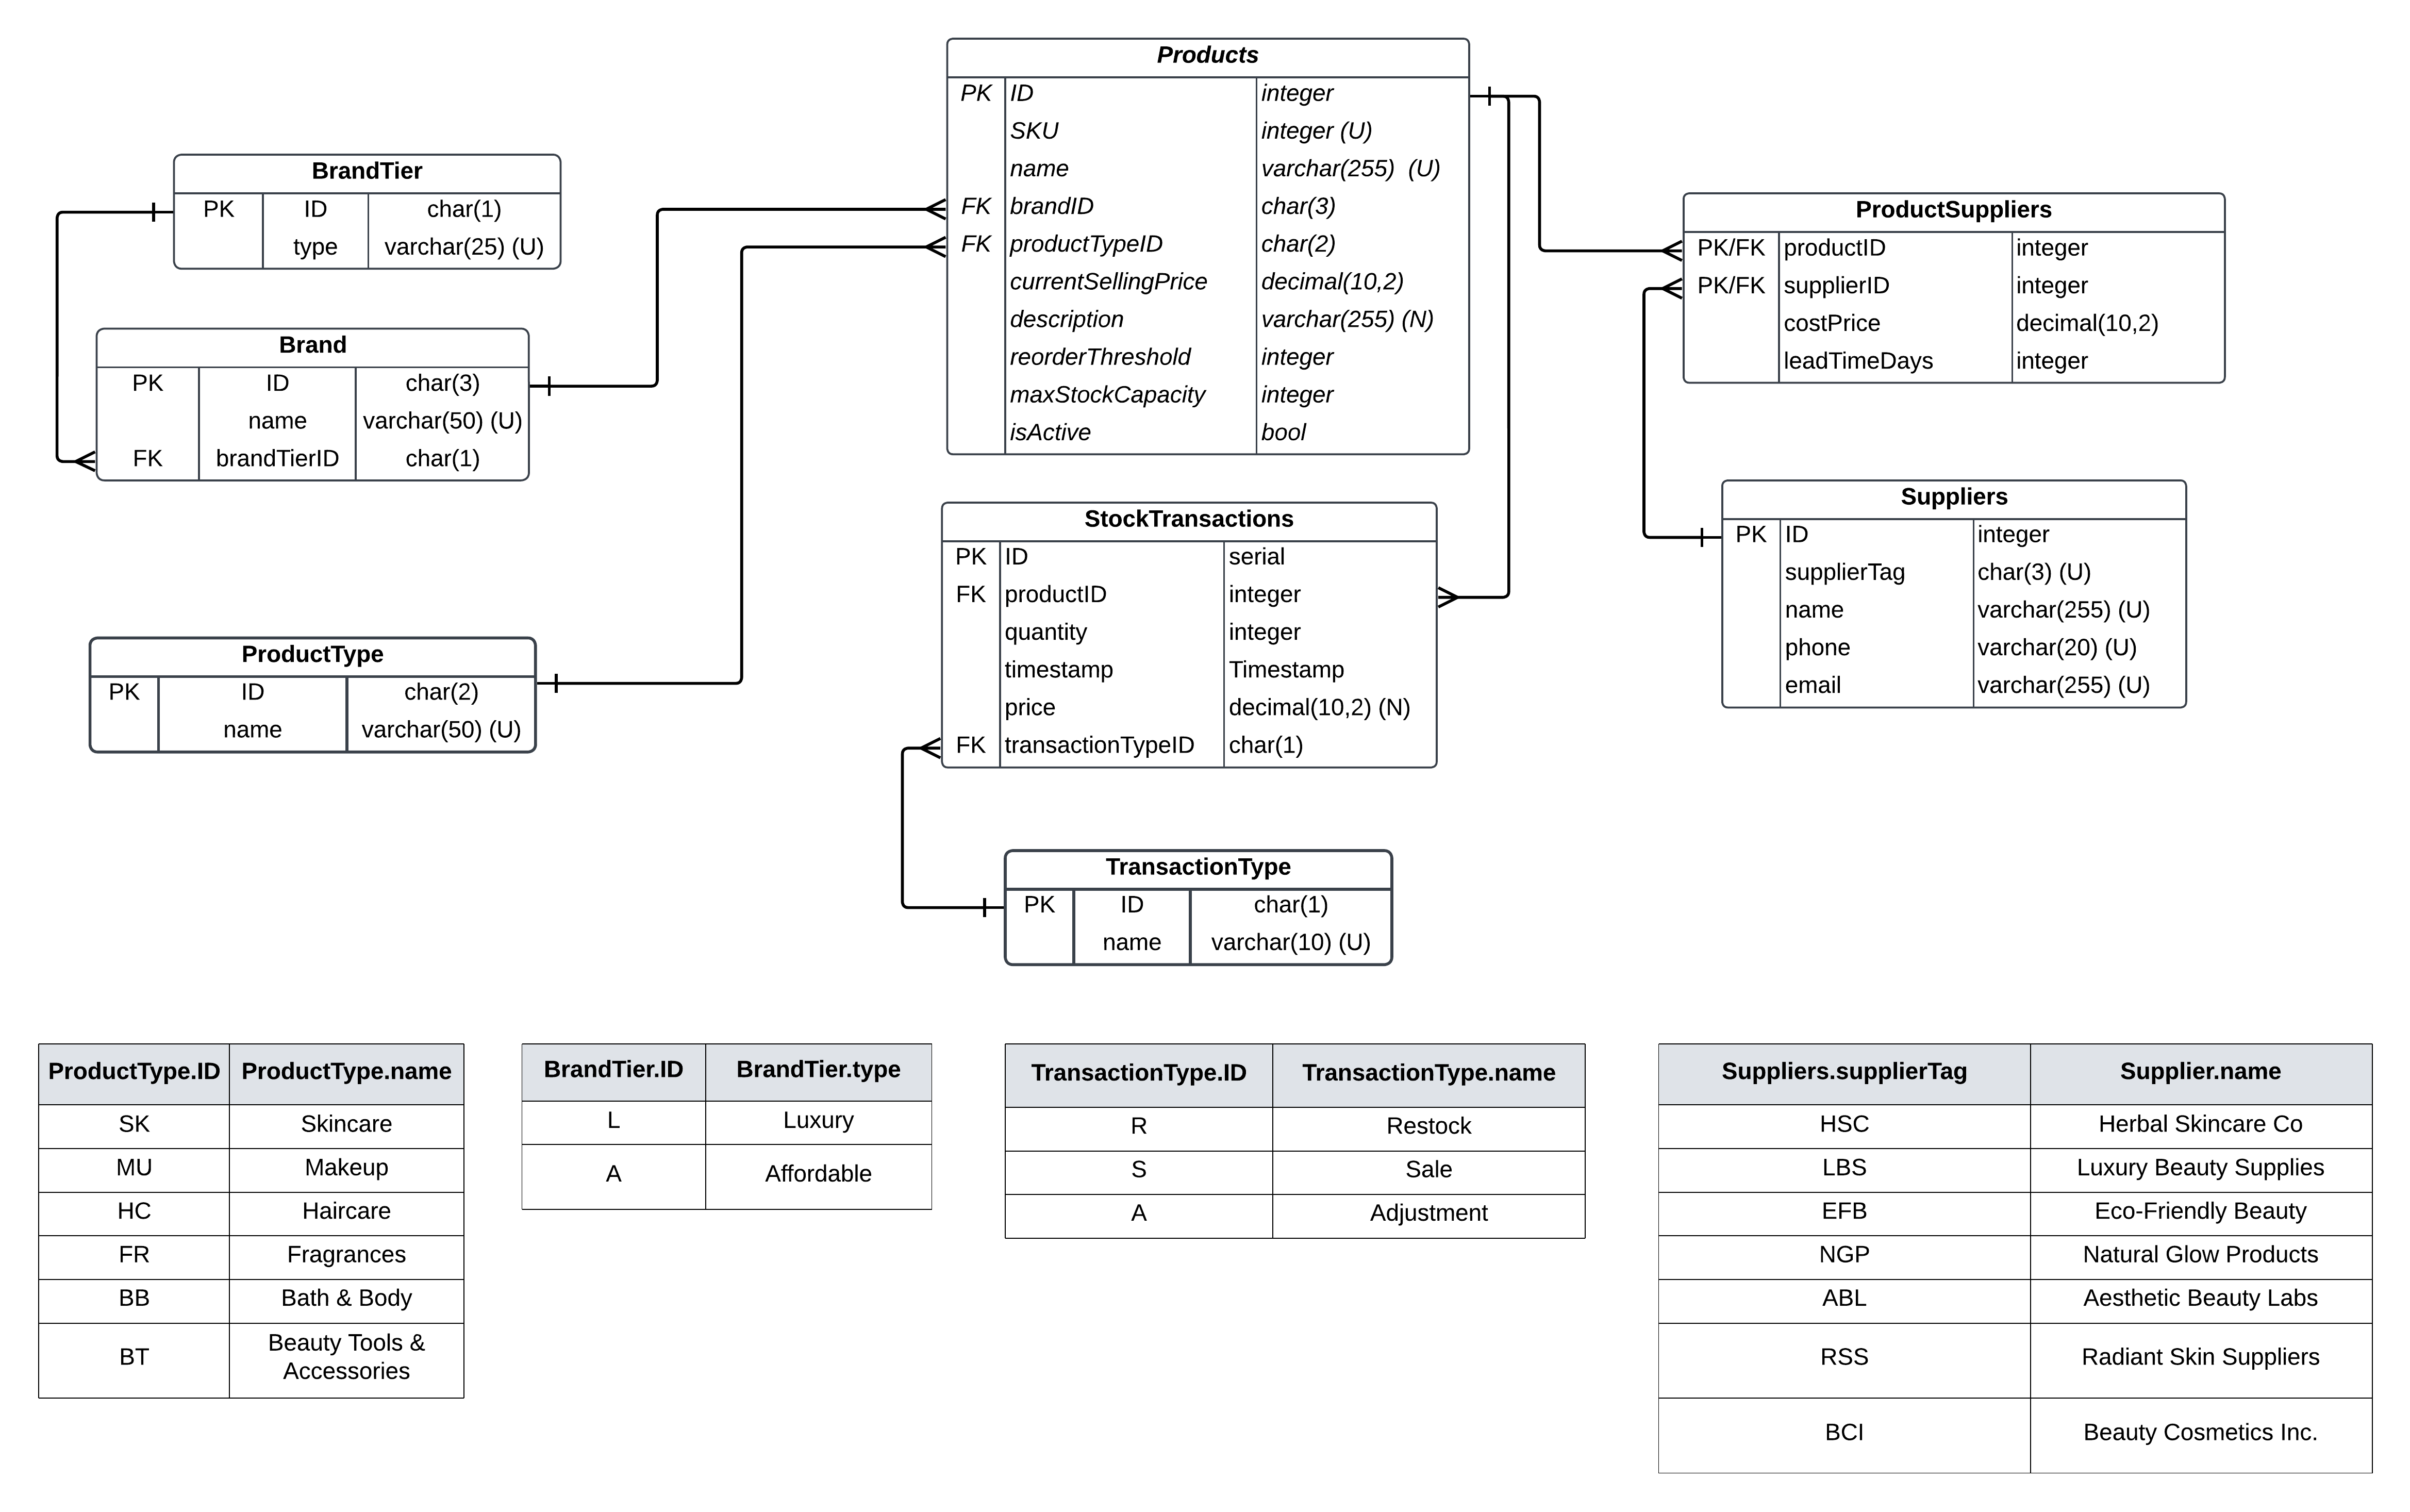 Products
PK ID integer
SKU integer (U)
name varchar(255) (U)
FK brandID char(3)
FK productTypeID char(2)
currentSellingPrice decimal(10,2)
description varchar(255) (N)
reorderThreshold integer
maxStockCapacity integer
isActive bool
BrandTier
PK ID char(1)
type varchar(25) (U)
Brand
PK ID char(3)
name varchar(50) (U)
FK brandTierID char(1)
ProductSuppliers
PK/FK productID integer
PK/FK supplierID integer
costPrice decimal(10,2)
leadTimeDays integer
StockTransactions
PK ID serial
FK productID integer
quantity integer
timestamp Timestamp
price decimal(10,2) (N)
FK transactionTypeID char(1)
Suppliers
PK ID integer
supplierTag char(3) (U)
name varchar(255) (U)
phone varchar(20) (U)
email varchar(255) (U)
ProductType
PK ID char(2)
name varchar(50) (U)
TransactionType
PK ID char(1)
name varchar(10) (U)
ProductType.ID ProductType.name
SK Skincare
MU Makeup
HC Haircare
FR Fragrances
BB Bath & Body
BT Beauty Tools &
Accessories
BrandTier.ID BrandTier.type
L Luxury
A Affordable
TransactionType.ID TransactionType.name
R Restock
S Sale
A Adjustment
Suppliers.supplierTag Supplier.name
HSC Herbal Skincare Co
LBS Luxury Beauty Supplies
EFB Eco-Friendly Beauty
NGP Natural Glow Products
ABL Aesthetic Beauty Labs
RSS Radiant Skin Suppliers
BCI Beauty Cosmetics Inc.